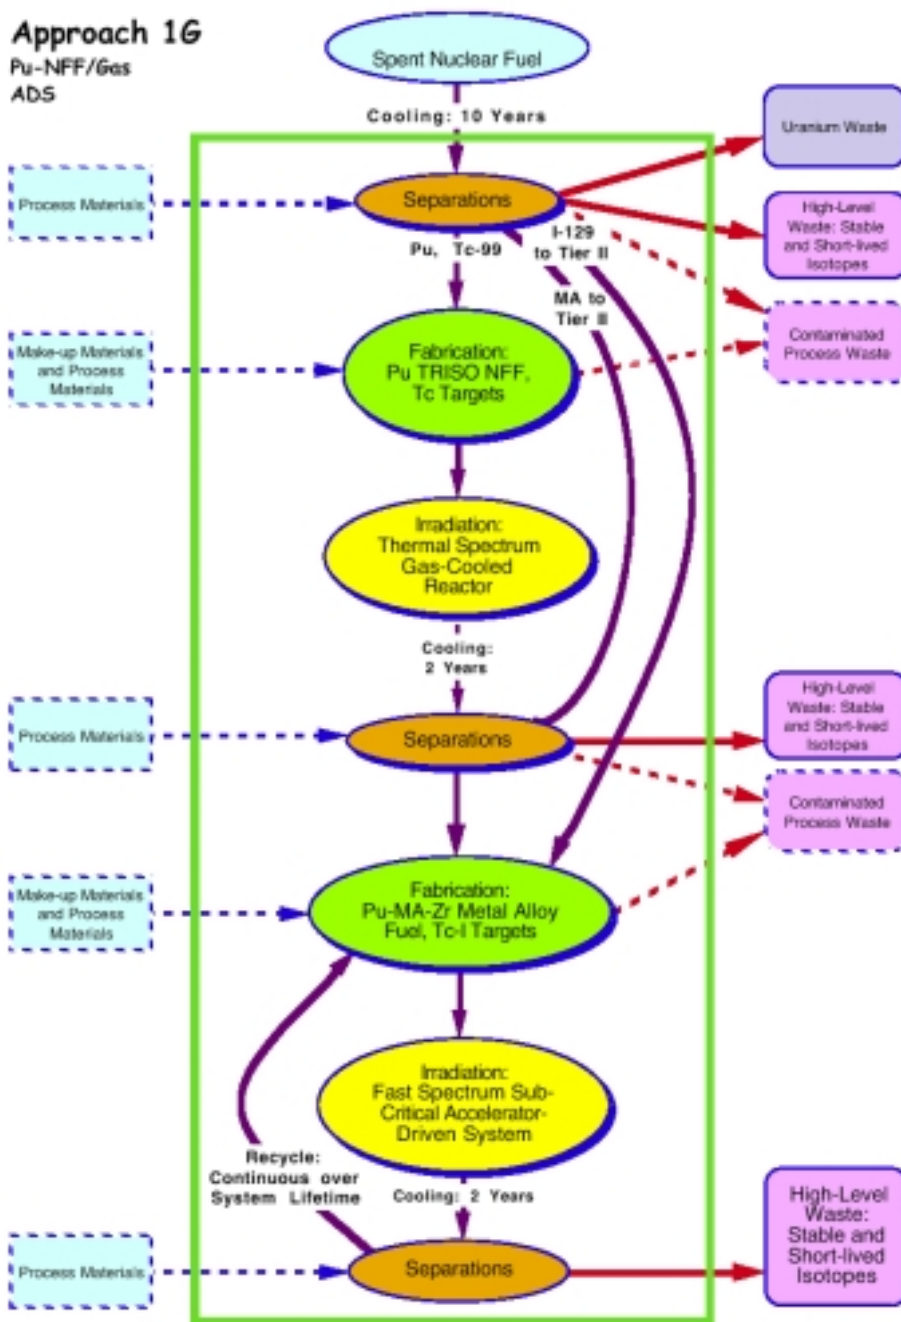 Approach 1G
Pu-NFF/Gas
ADS
Spent Nuclear Fuel
Cooling: 10 Years
Uranium Waste
Process Materials
Separations
High-Level
Waste: Stable
and Short-lived
Isotopes
Pu, Tc-99
I-129
to Tier II
MA to
Tier II
Contaminated
Process Waste
Make-up Materials
and Process
Materials
Fabrication:
Pu TRISO NFF,
Tc Targets
Irradiation:
Thermal Spectrum
Gas-Cooled
Reactor
Cooling:
2 Years
Process Materials
Separations
High-Level
Waste: Stable
and Short-lived
Isotopes
Contaminated
Process Waste
Make-up Materials
and Process
Materials
Fabrication:
Pu-MA-Zr Metal Alloy
Fuel, Tc-I Targets
Irradiation:
Fast Spectrum Sub-
Critical Accelerator-
Driven System
Recycle:
Continuous over
System Lifetime
Cooling: 2 Years
Process Materials
Separations
High-Level
Waste:
Stable and
Short-lived
Isotopes